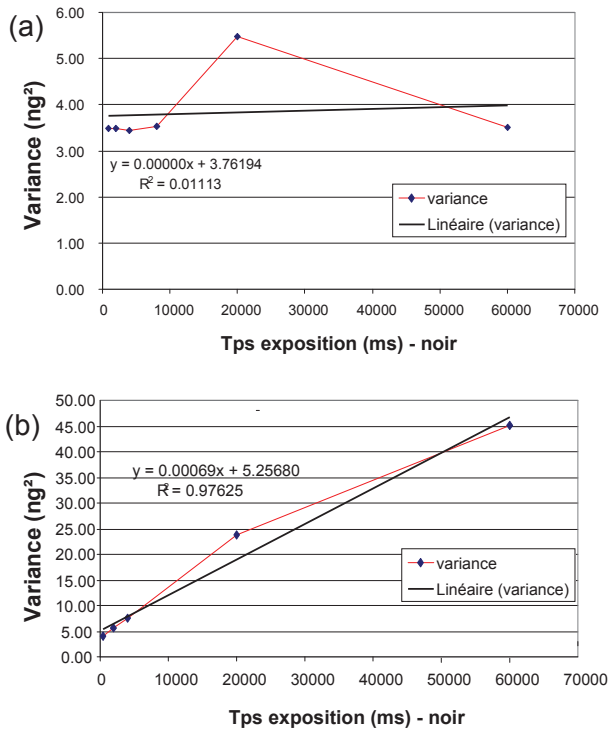 (a)
6.00
5.00
4.00
3.00
2.00
1.00
0.00
Variance (ng²)
y = 0.00000x + 3.76194
R² = 0.01113
variance
Linéaire (variance)
0 10000 20000 30000 40000 50000 60000 70000
Tps exposition (ms) - noir
(b)
50.00
45.00
40.00
35.00
30.00
25.00
20.00
15.00
10.00
5.00
0.00
Variance (ng²)
y = 0.00069x + 5.25680
R² = 0.97625
variance
Linéaire (variance)
0 10000 20000 30000 40000 50000 60000 70000
Tps exposition (ms) - noir